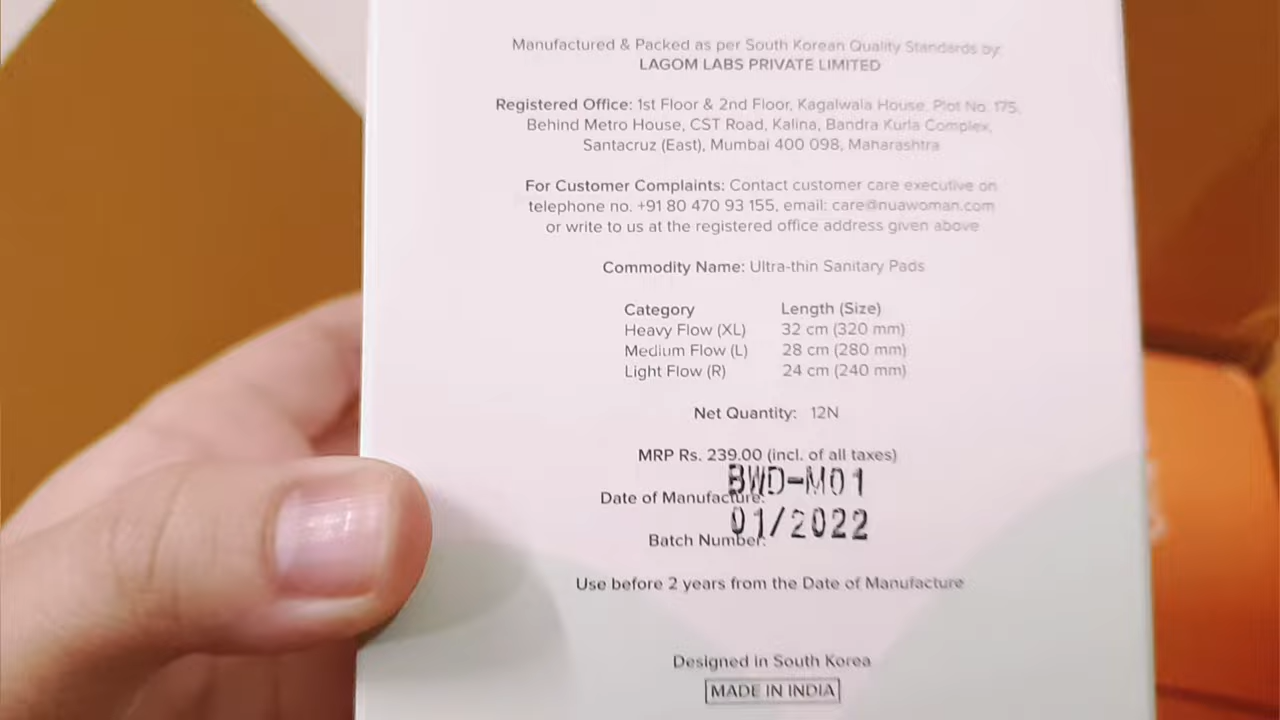 Manufactured & Packed as per South Korean Quality Standards by:
LAGOM LABS PRIVATE LIMITED
Registered Office: 1st Floor & 2nd Floor, Kagalwala House, Plot No. 175,
Behind Metro House, CST Road, Kalina, Bandra Kurla Complex,
Santacruz (East), Mumbai 400 098, Maharashtra
For Customer Complaints: Contact customer care executive on
telephone no. +91 80 470 93 155, email: care@nuawoman.com
or write to us at the registered office address given above
Commodity Name: Ultra-thin Sanitary Pads
Category Length (Size)
Heavy Flow (XL) 32 cm (320 mm)
Medium Flow (L) 28 cm (280 mm)
Light Flow (R) 24 cm (240 mm)
Net Quantity: 12N
MRP Rs. 239.00 (incl. of all taxes)
BWD-M01
Date of Manufacture:
01/2022
Batch Number:
Use before 2 years from the Date of Manufacture
Designed in South Korea
MADE IN INDIA